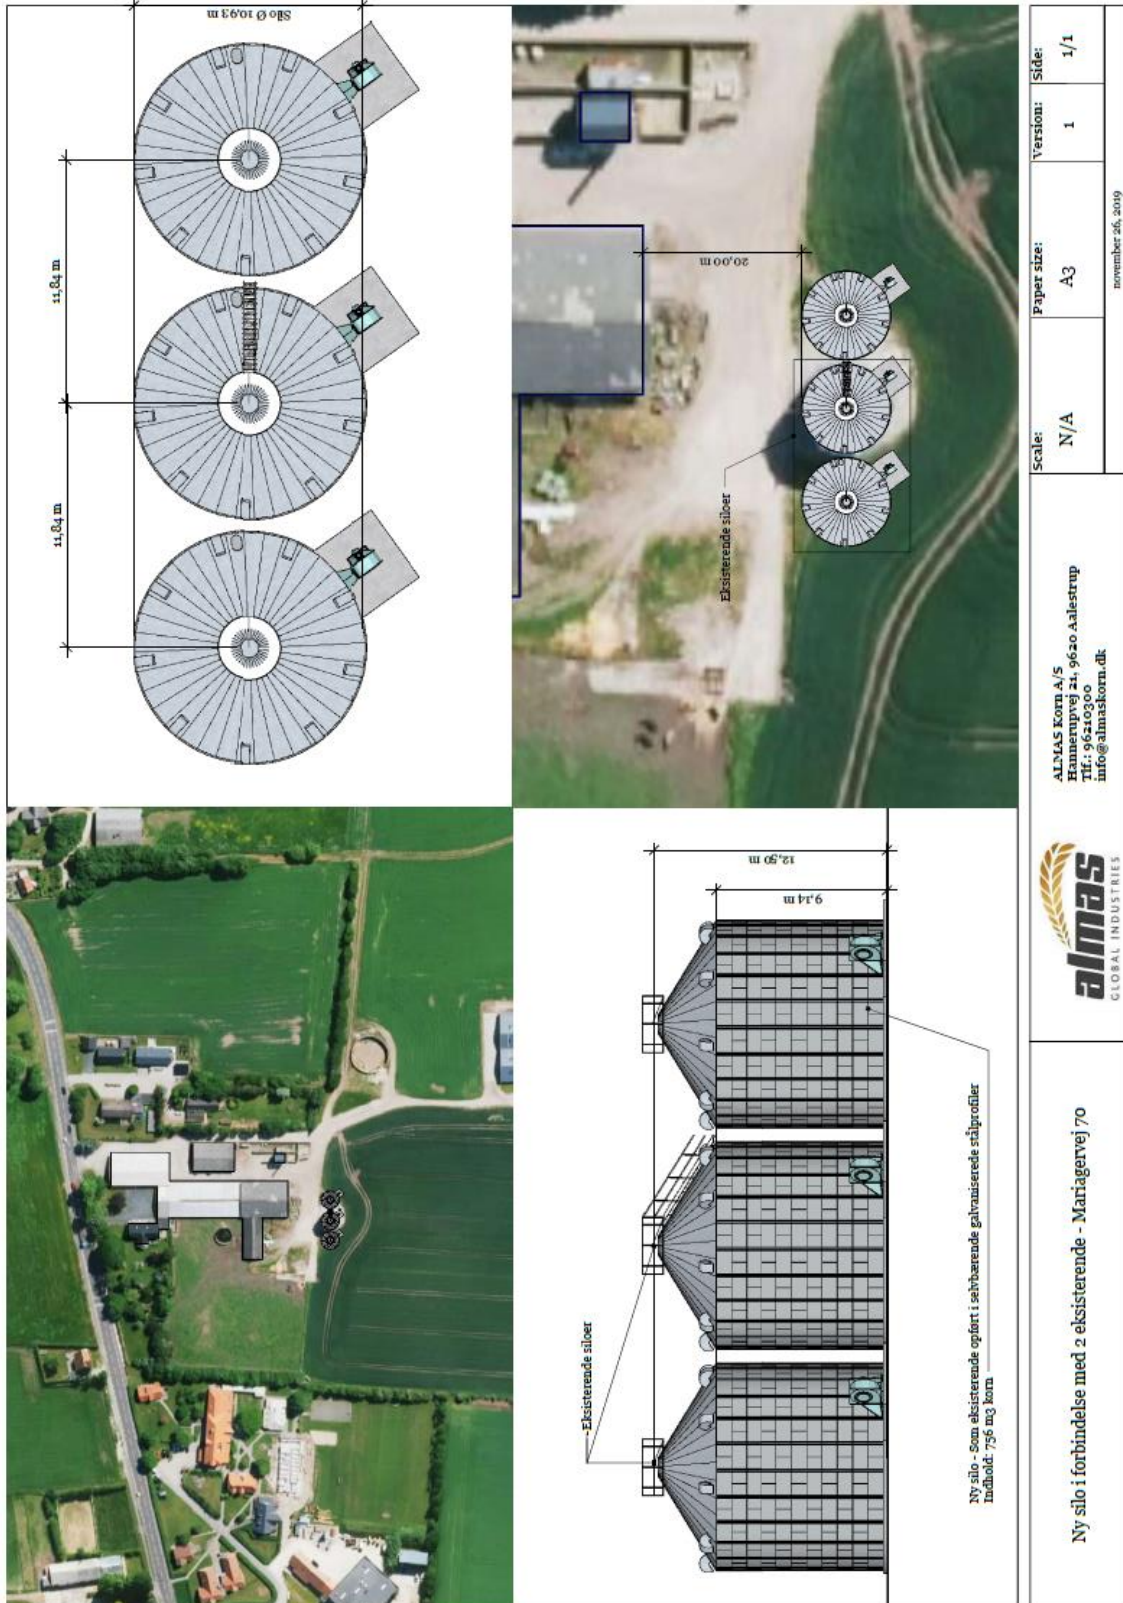 Silo Ø 10,93 m
11,84 m
11,84 m
20,00 m
Eksisterende siloer
12,50 m
9,14 m
Eksisterende siloer
Ny silo - Som eksisterende opført i selvbærende galvaniserede stålprofiler
Indhold: 756 m3 korn
Ny silo i forbindelse med 2 eksisterende - Mariagervej 70
almas
GLOBAL INDUSTRIES
ALMAS Korn A/S
Hannerupvej 21, 9620 Aalestrup
Tlf.: 96210300
info@almaskorn.dk
Scale:
N/A
Paper size:
A3
Version:
1
Side:
1/1
november 26, 2019